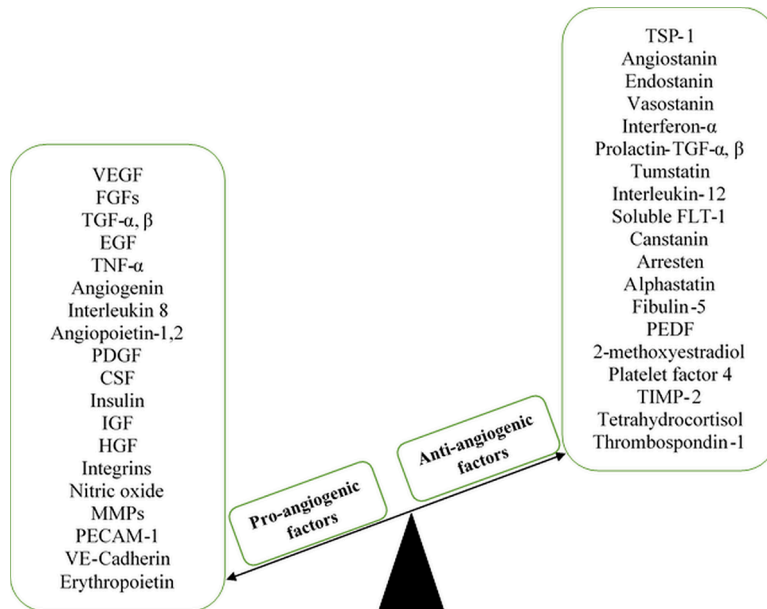 VEGF
FGFs
TGF-α, β
EGF
TNF-α
Angiogenin
Interleukin 8
Angiopoietin-1,2
PDGF
CSF
Insulin
IGF
HGF
Integrins
Nitric oxide
MMPs
PECAM-1
VE-Cadherin
Erythropoietin
Pro-angiogenic
factors
Anti-angiogenic
factors
TSP-1
Angiostanin
Endostanin
Vasostanin
Interferon-α
Prolactin-TGF-α, β
Tumstatin
Interleukin-12
Soluble FLT-1
Canstanin
Arresten
Alphastatin
Fibulin-5
PEDF
2-methoxyestradiol
Platelet factor 4
TIMP-2
Tetrahydrocortisol
Thrombospondin-1